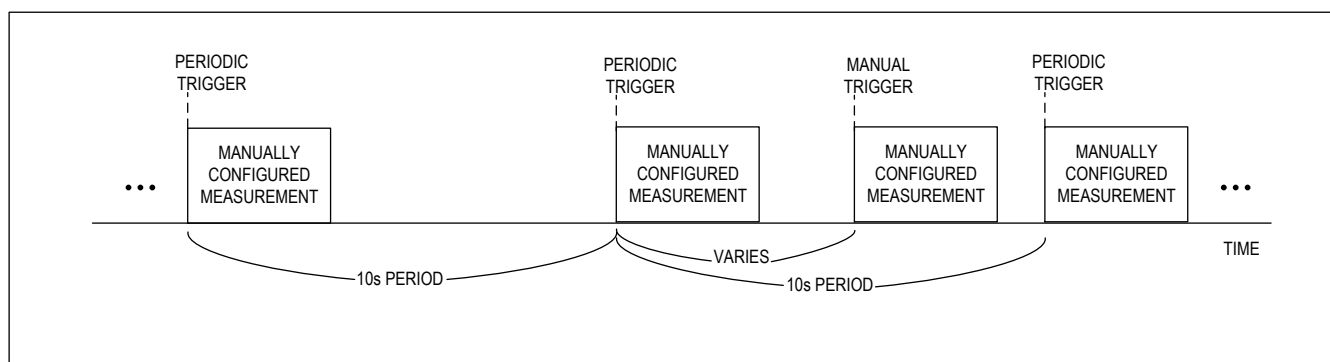 PERIODIC
TRIGGER
PERIODIC
TRIGGER
MANUAL
TRIGGER
PERIODIC
TRIGGER
MANUALLY
CONFIGURED
MEASUREMENT
MANUALLY
CONFIGURED
MEASUREMENT
MANUALLY
CONFIGURED
MEASUREMENT
MANUALLY
CONFIGURED
MEASUREMENT
VARIES
TIME
10s PERIOD
10s PERIOD